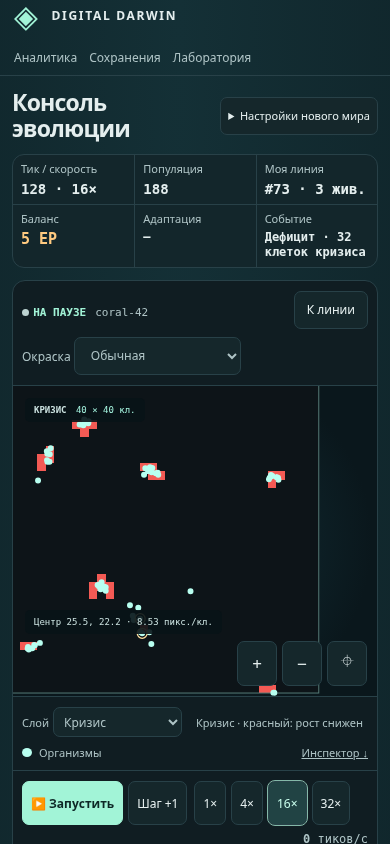 DIGITAL DARWIN
Аналитика Сохранения Лаборатория
Консоль
эволюции
▶ Настройки нового мира
Тик / скорость
128 · 16×
Популяция
188
Моя линия
#73 · 3 жив.
Баланс
5 EP
Адаптация
—
Событие
Дефицит · 32
клеток кризиса
НА ПАУЗЕ coral-42
К линии
Окраска Обычная
КРИЗИС 40 × 40 кл.
Центр 25.5, 22.2 · 8.53 пикс./кл.
+ −
Слой Кризис
Кризис · красный: рост снижен
Организмы
Инспектор ↓
▶️ Запустить Шаг +1 1× 4× 16× 32×
0 тиков/с